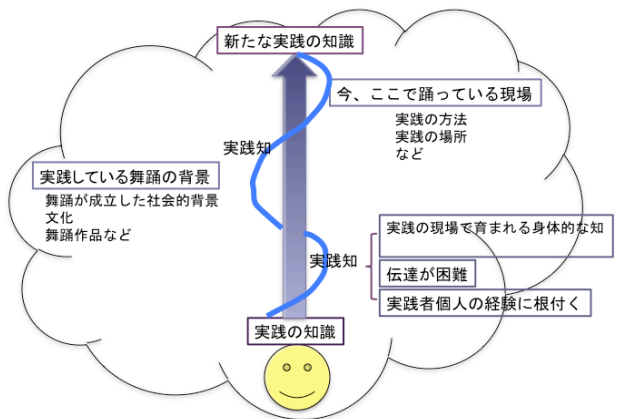 新たな実践の知識
今、ここで踊っている現場
実践の方法
実践の場所
など
実践知
実践している舞踊の背景
舞踊が成立した社会的背景
文化
舞踊作品など
実践の現場で育まれる身体的な知
実践知
伝達が困難
実践者個人の経験に根付く
実践の知識